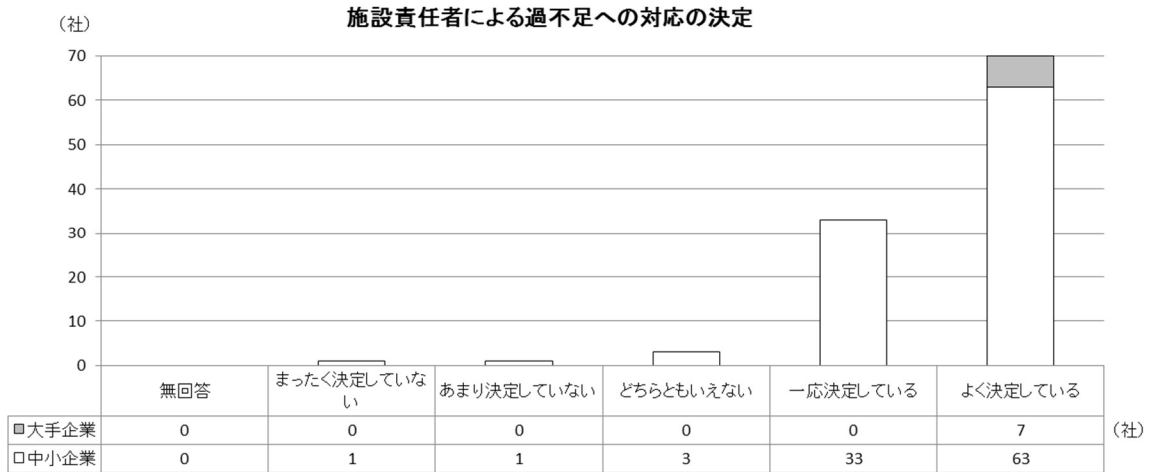 施設責任者による過不足への対応の決定
（社）
70
60
50
40
30
20
10
0
無回答
まったく決定していな
い
あまり決定していない
どちらともいえない
一応決定している
よく決定している
大手企業 0 0 0 0 0 7 （社）
中小企業 0 1 1 3 33 63